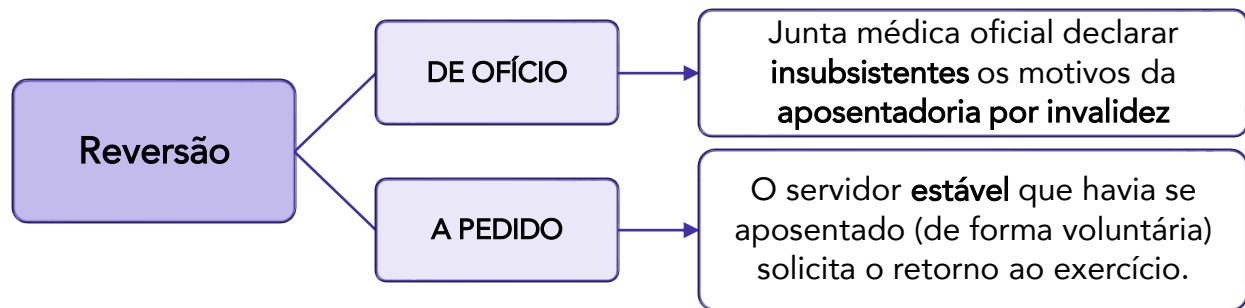 Reversão
DE OFÍCIO
Junta médica oficial declarar
insubsistentes os motivos da
aposentadoria por invalidez
A PEDIDO
O servidor estável que havia se
aposentado (de forma voluntária)
solicita o retorno ao exercício.